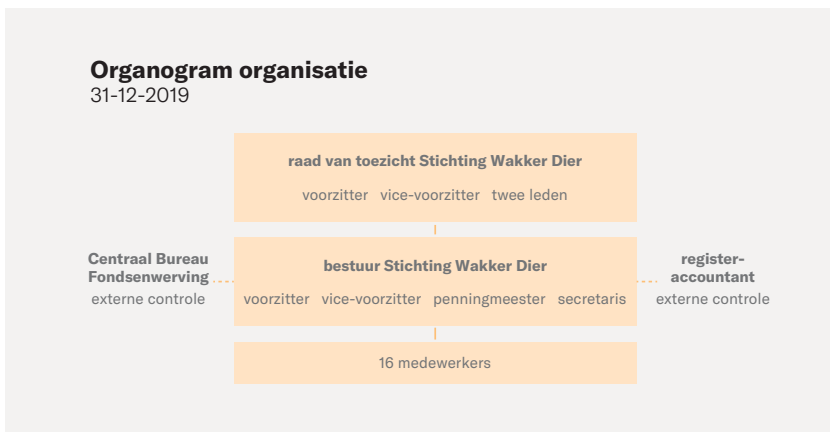 Organogram organisatie
31-12-2019
raad van toezicht Stichting Wakker Dier
voorzitter vice-voorzitter twee leden
Centraal Bureau
Fondsenwerving
externe controle
bestuur Stichting Wakker Dier
voorzitter vice-voorzitter penningmeester secretaris
register-
accountant
externe controle
16 medewerkers